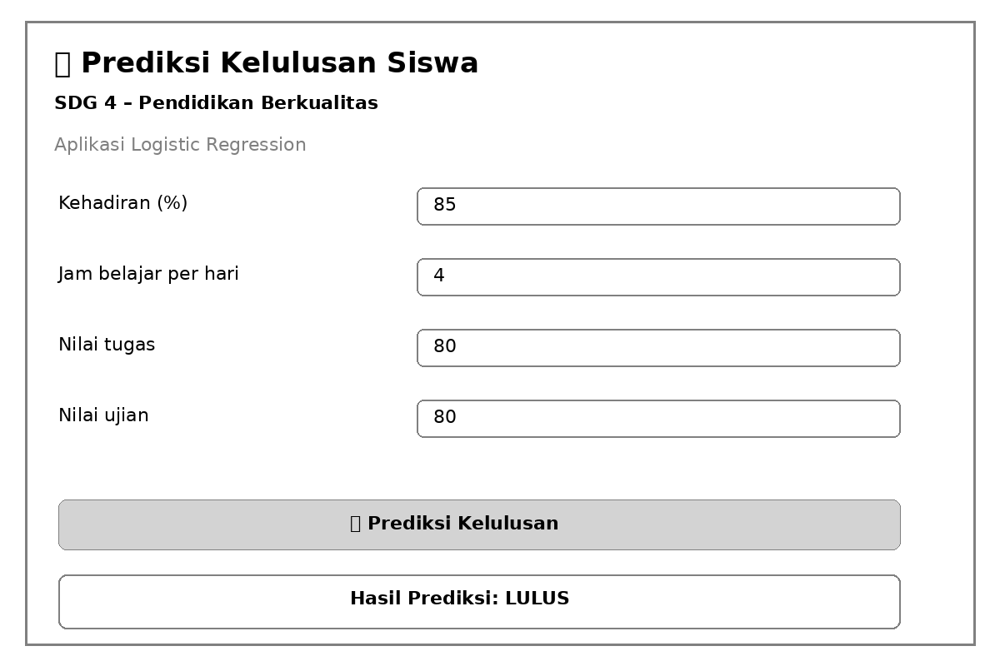 Prediksi Kelulusan Siswa
SDG 4 – Pendidikan Berkualitas
Aplikasi Logistic Regression
Kehadiran (%) 85
Jam belajar per hari 4
Nilai tugas 80
Nilai ujian 80
Prediksi Kelulusan
Hasil Prediksi: LULUS